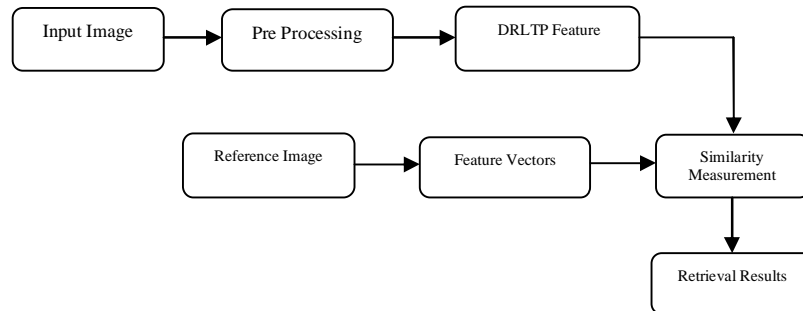 Input Image
Pre Processing
DRLTP Feature
Reference Image
Feature Vectors
Similarity
Measurement
Retrieval Results